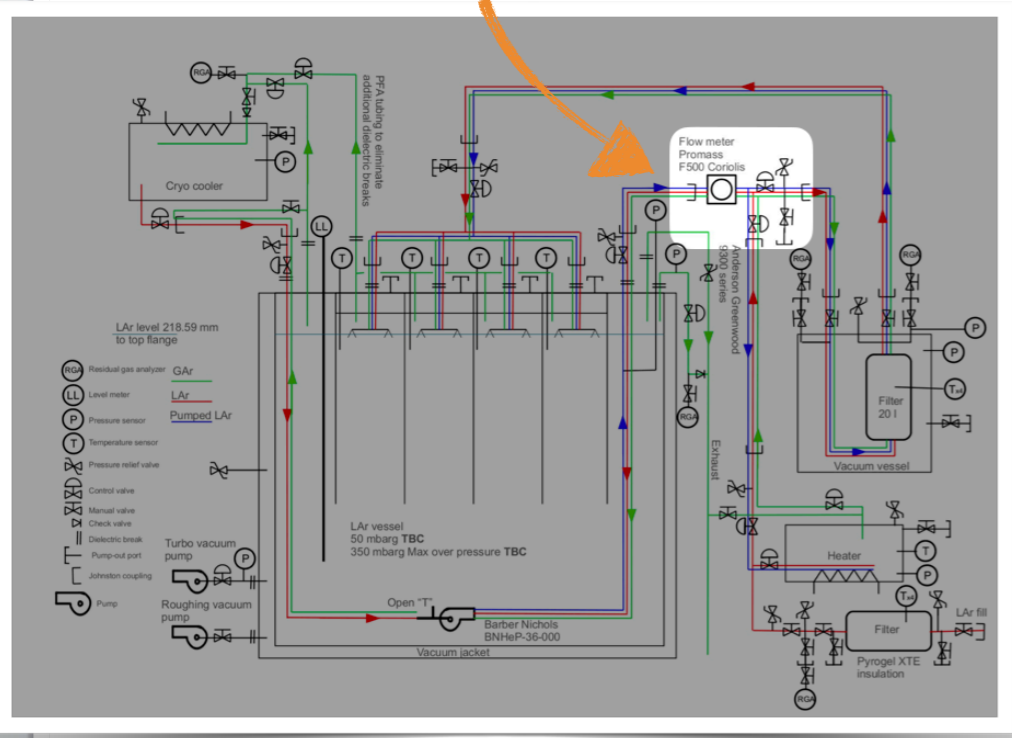 RGA
PFA tubing to eliminate
additional dielectric breaks
Cryo cooler
P
LL
T
T
T
T
P
P
Flow meter
Promass
F500 Coriolis
Anderson Greenwood
9300 series
RGA
RGA
P
P
Filter
20 l
Vacuum vessel
LAr level 218.59 mm
to top flange
RGA
Residual gas analyzer
GAr
LL
Level meter
LAr
P
Pressure sensor
Pumped LAr
T
Temperature sensor
Pressure relief valve
Control valve
Manual valve
Check valve
Dielectric break
Pump-out port
Johnston coupling
Pump
RGA
Exhaust
LAr vessel
50 mbarg TBC
350 mbarg Max over pressure TBC
Turbo vacuum
pump
P
Roughing vacuum
pump
Open "T"
Barber Nichols
BNHeP-36-000
Vacuum jacket
Heater
T
P
Filter
LAr fill
Pyrogel XTE
insulation
RGA